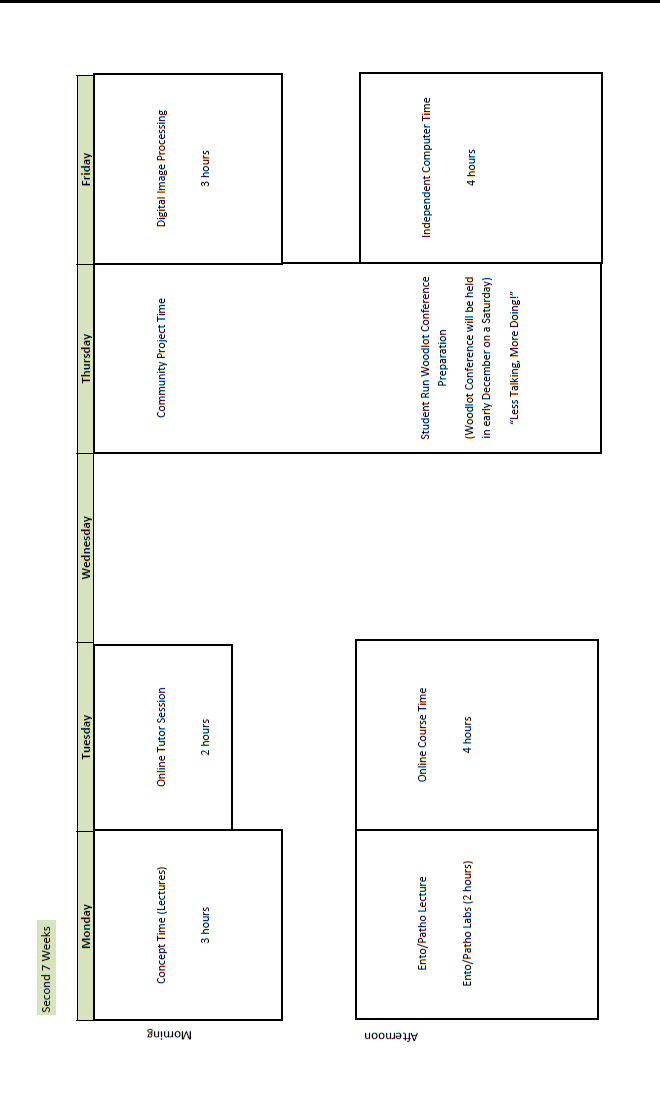 Second 7 Weeks
Monday
Tuesday
Wednesday
Thursday
Friday
Morning
Concept Time (Lectures)
3 hours
Online Tutor Session
2 hours
Community Project Time
Digital Image Processing
3 hours
Afternoon
Ento/Patho Lecture
Ento/Patho Labs (2 hours)
Online Course Time
4 hours
Student Run Woodlot Conference
Preparation
(Woodlot Conference will be held
in early December on a Saturday)
“Less Talking, More Doing!”
Independent Computer Time
4 hours